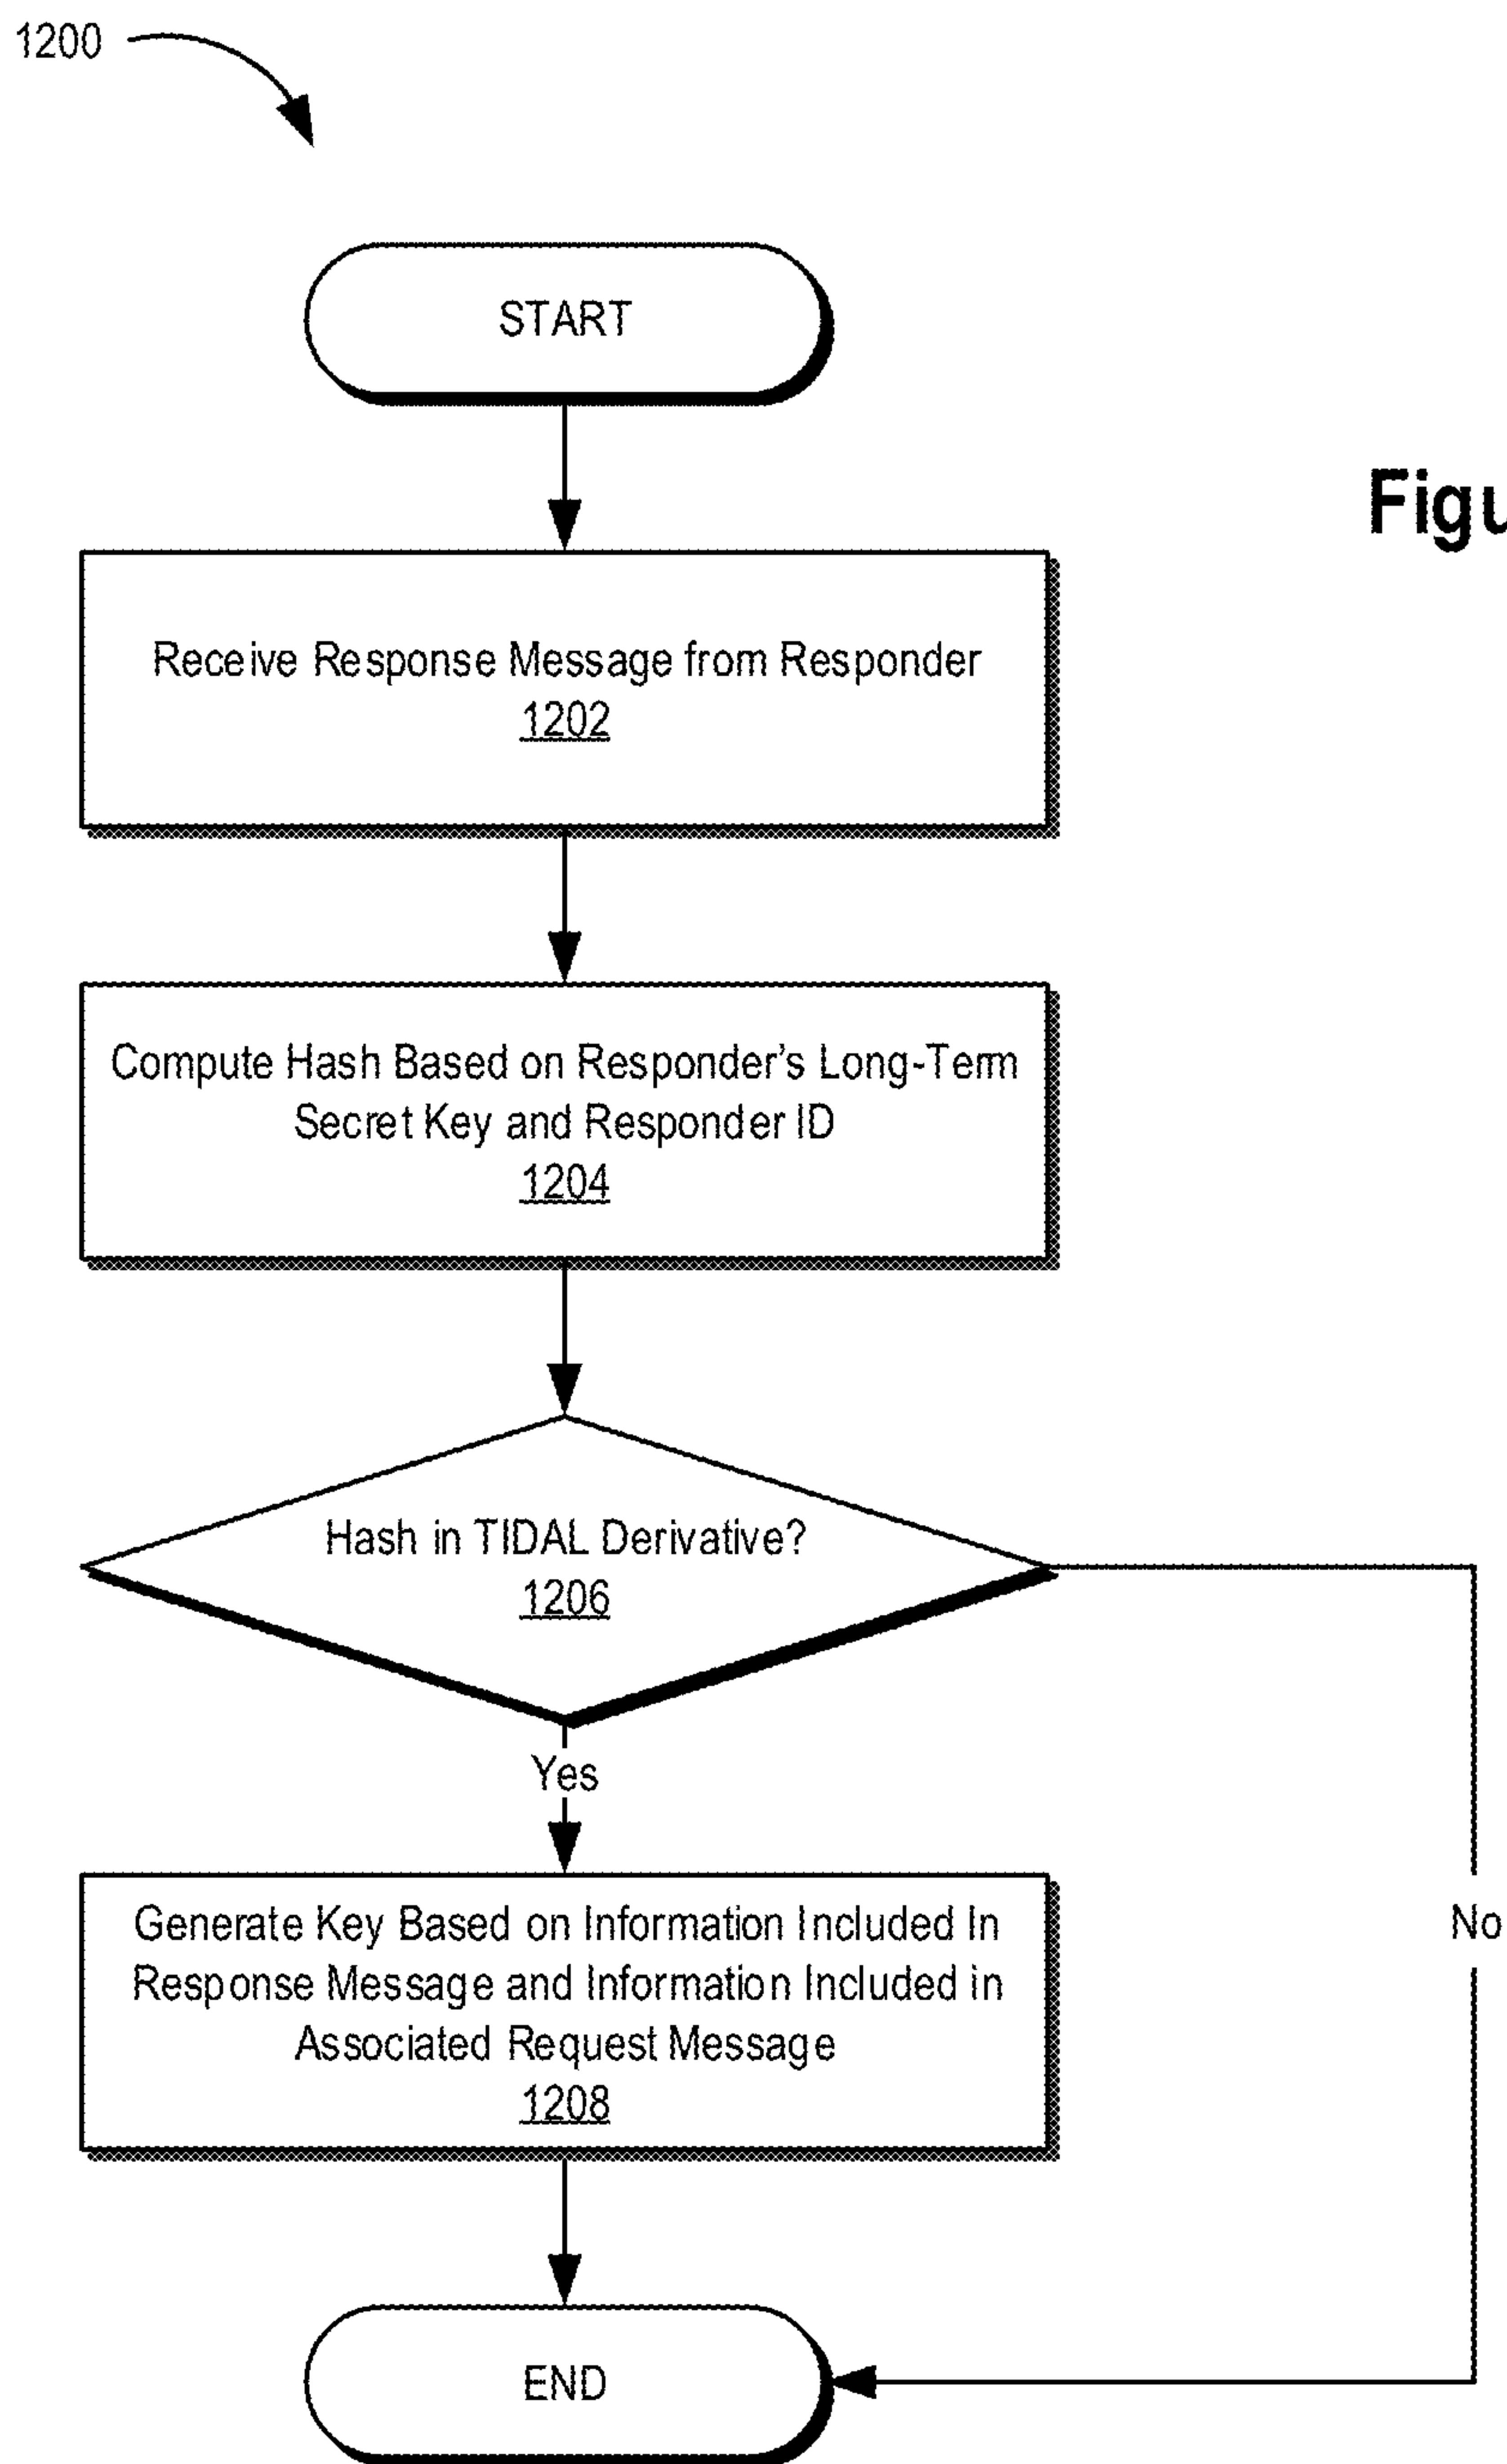 1200
START
Figu
Receive Response Message from Responder
1202
Compute Hash Based on Responder's Long-Term
Secret Key and Responder ID
1204
Hash in TIDAL Derivative?
1206
Yes
Generate Key Based on Information Included In
Response Message and Information Included in
Associated Request Message
1208
No
END